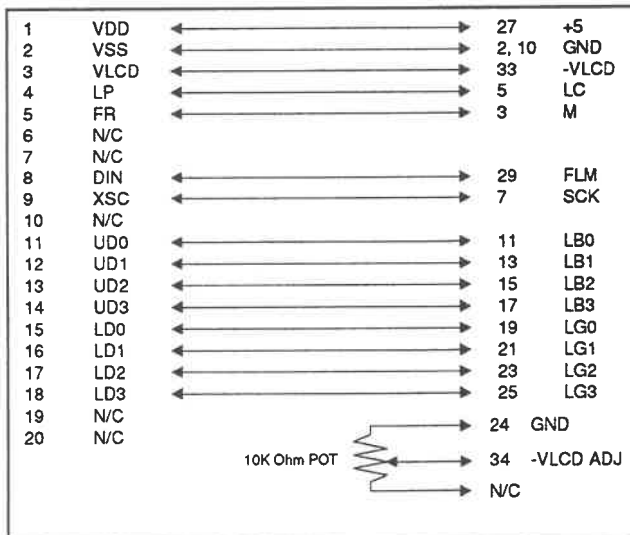 1 VDD 27 +5
2 VSS 2, 10 GND
3 VLCD 33 -VLCD
4 LP 5 LC
5 FR 3 M
6 N/C
7 N/C
8 DIN 29 FLM
9 XSC 7 SCK
10 N/C
11 UD0 11 LB0
12 UD1 13 LB1
13 UD2 15 LB2
14 UD3 17 LB3
15 LD0 19 LG0
16 LD1 21 LG1
17 LD2 23 LG2
18 LD3 25 LG3
19 N/C
24 GND
20 N/C
10K Ohm POT 34 -VLCD ADJ
N/C